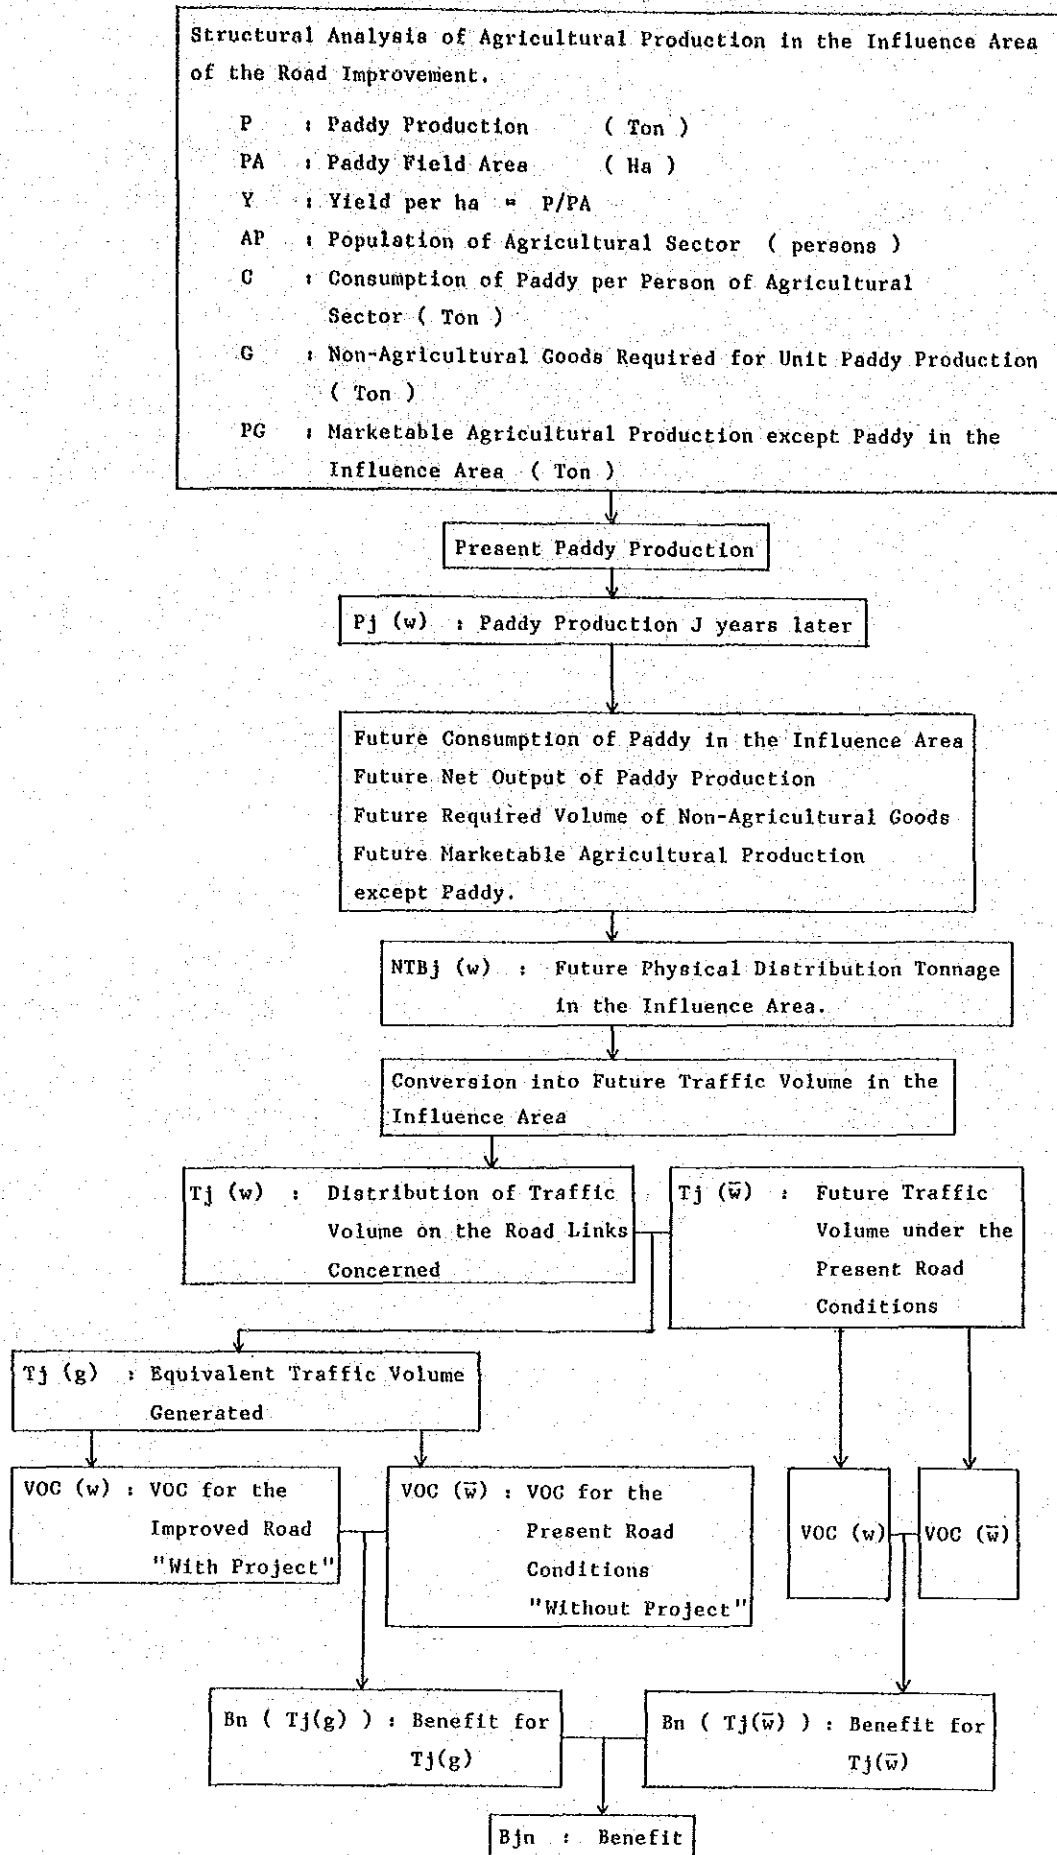 Structural Analysis of Agricultural Production in the Influence Area
of the Road Improvement.
P : Paddy Production ( Ton )
PA : Paddy Field Area ( Ha )
Y : Yield per ha = P/PA
AP : Population of Agricultural Sector ( persons )
C : Consumption of Paddy per Person of Agricultural
Sector ( Ton )
G : Non-Agricultural Goods Required for Unit Paddy Production
( Ton )
PG : Marketable Agricultural Production except Paddy in the
Influence Area ( Ton )
Present Paddy Production
Pj (w) : Paddy Production J years later
Future Consumption of Paddy in the Influence Area
Future Net Output of Paddy Production
Future Required Volume of Non-Agricultural Goods
Future Marketable Agricultural Production
except Paddy.
NTBj (w) : Future Physical Distribution Tonnage
in the Influence Area.
Conversion into Future Traffic Volume in the
Influence Area
Tj (w) : Distribution of Traffic
Volume on the Road Links
Concerned
Tj (w̅) : Future Traffic
Volume under the
Present Road
Conditions
Tj (g) : Equivalent Traffic Volume
Generated
VOC (w) : VOC for the
Improved Road
"With Project"
VOC (w̅) : VOC for the
Present Road
Conditions
"Without Project"
VOC (w)
VOC (w̅)
Bn ( Tj(g) ) : Benefit for
Tj(g)
Bn ( Tj(w̅) ) : Benefit for
Tj(w̅)
Bjn : Benefit